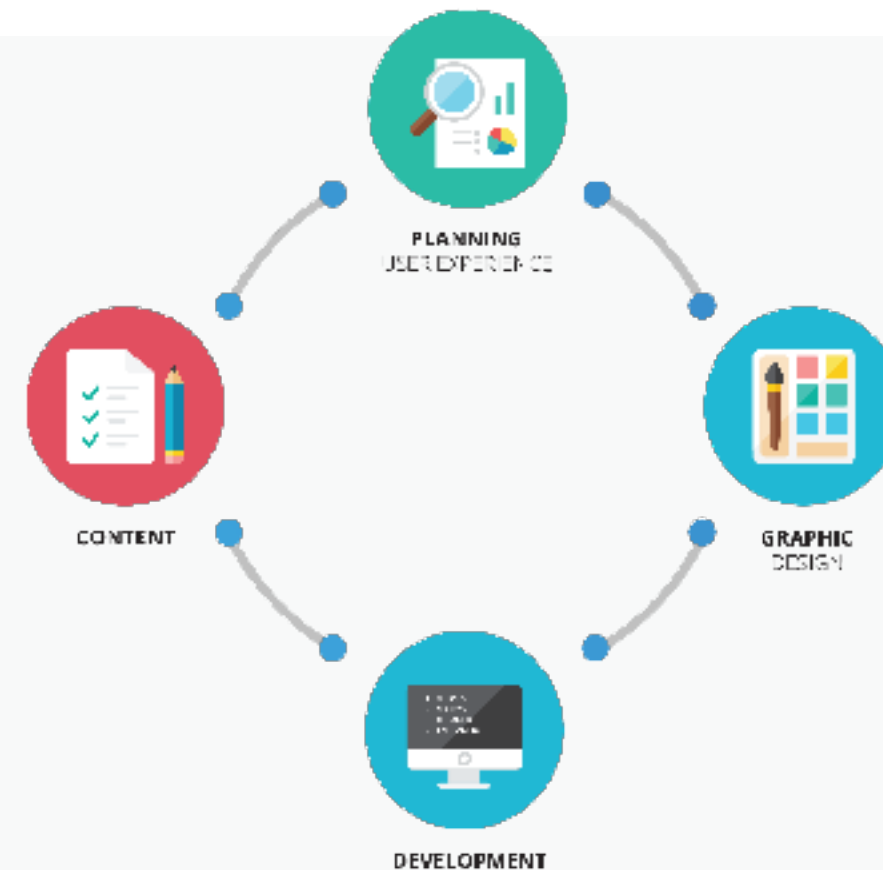 PLANNING
USER EXPERIENCE
CONTENT
GRAPHIC
DESIGN
DEVELOPMENT